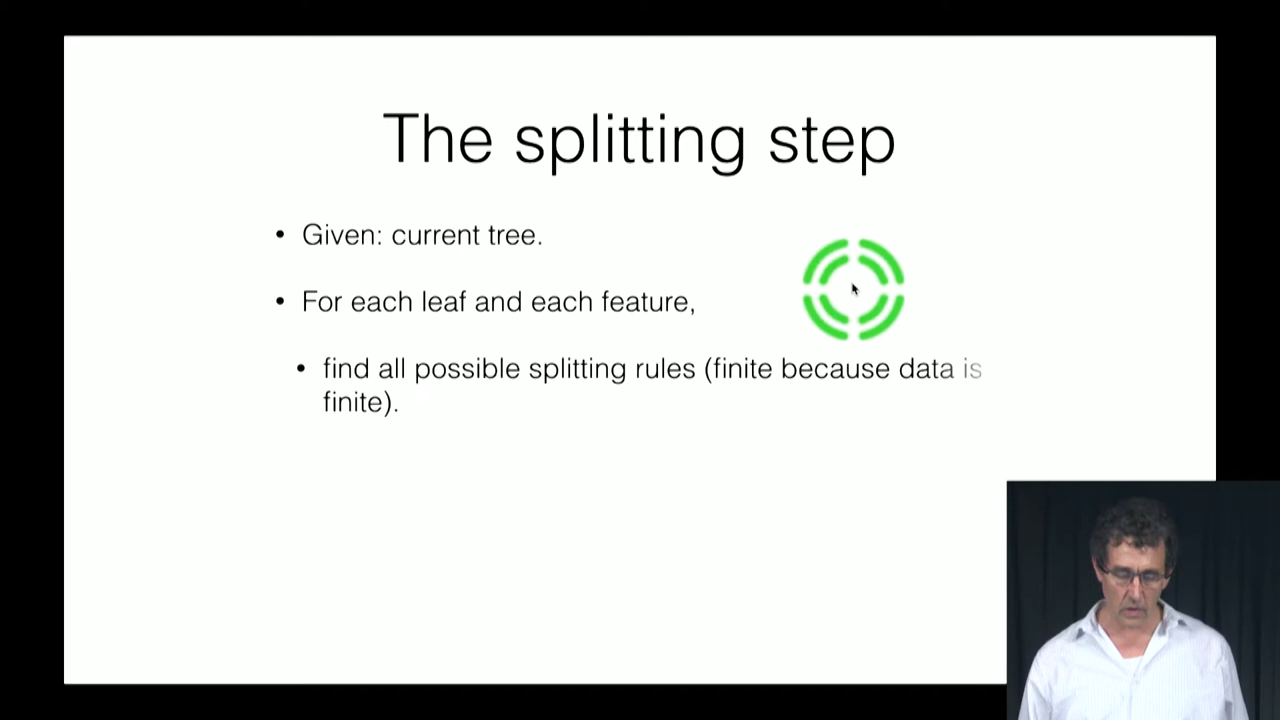 The splitting step
• Given: current tree.
• For each leaf and each feature,
• find all possible splitting rules (finite because data is
finite).